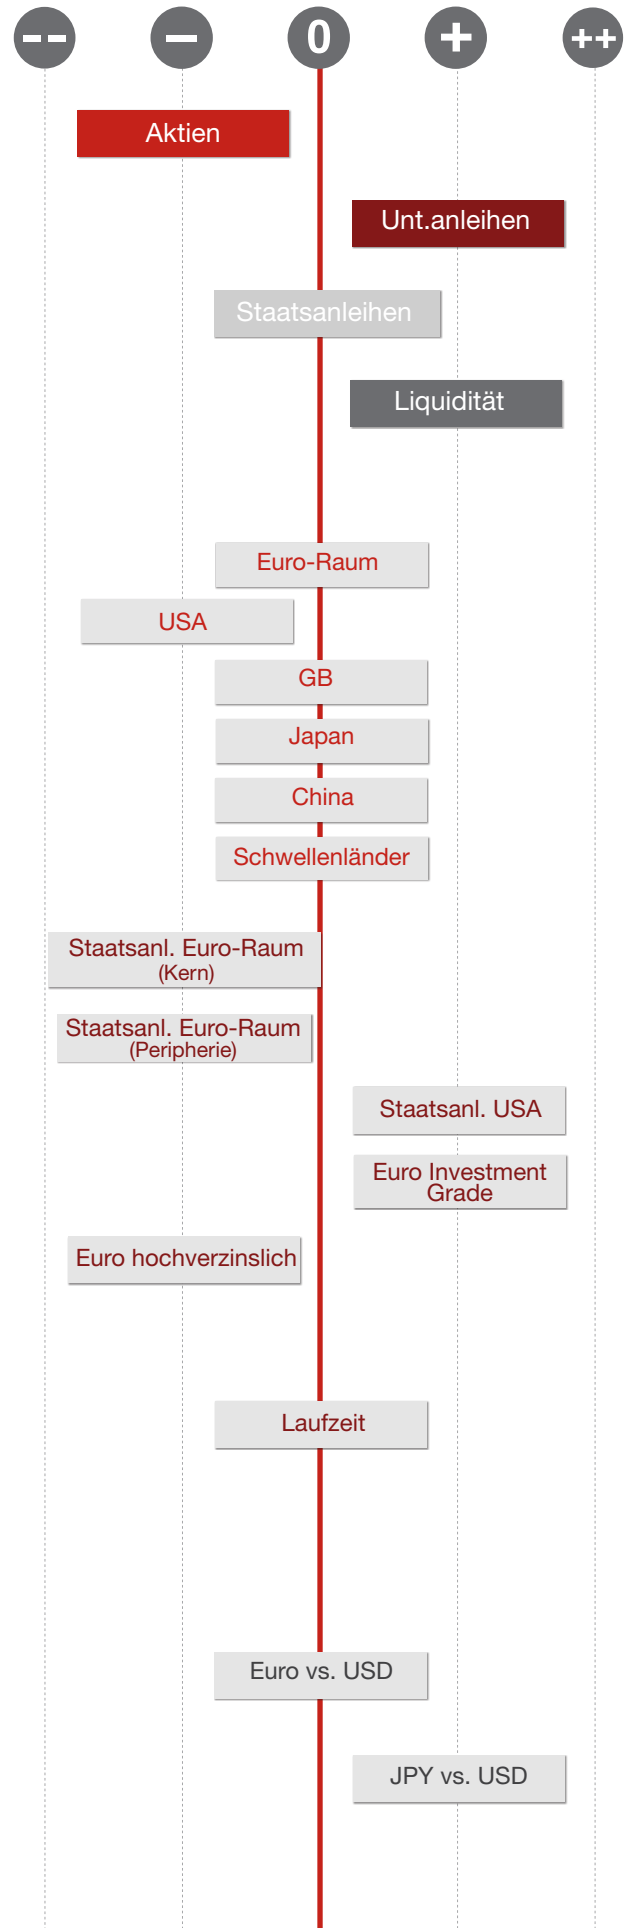 -- - 0 + ++
Aktien
Unt.anleihen
Staatsanleihen
Liquidität
Euro-Raum
USA
GB
Japan
China
Schwellenländer
Staatsanl. Euro-Raum
(Kern)
Staatsanl. Euro-Raum
(Peripherie)
Staatsanl. USA
Euro Investment
Grade
Euro hochverzinslich
Laufzeit
Euro vs. USD
JPY vs. USD